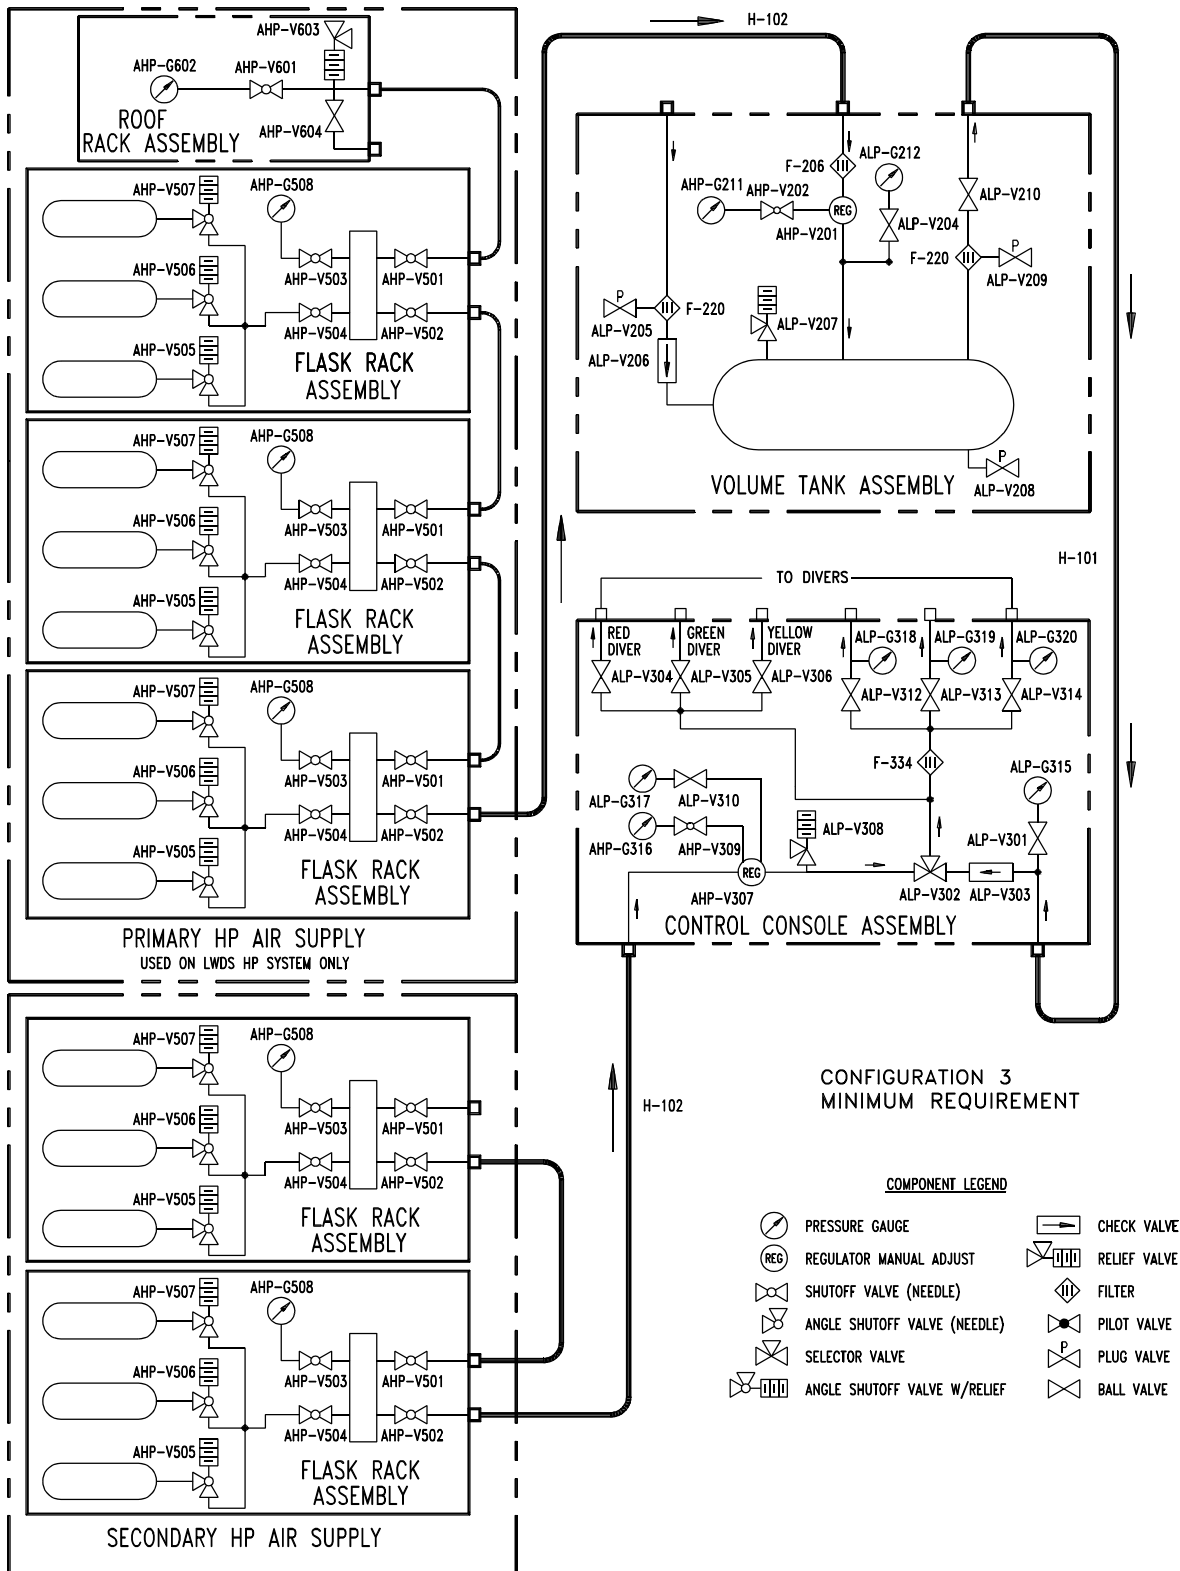 H-102
AHP-V603
AHP-G602
AHP-V601
AHP-V604
ROOF
RACK ASSEMBLY
AHP-V507
AHP-G508
AHP-V506
AHP-V503
AHP-V501
AHP-V504
AHP-V502
AHP-V505
FLASK RACK
ASSEMBLY
AHP-V507
AHP-G508
AHP-V506
AHP-V503
AHP-V501
AHP-V504
AHP-V502
AHP-V505
FLASK RACK
ASSEMBLY
AHP-V507
AHP-G508
AHP-V506
AHP-V503
AHP-V501
AHP-V504
AHP-V502
AHP-V505
FLASK RACK
ASSEMBLY
PRIMARY HP AIR SUPPLY
USED ON LWDS HP SYSTEM ONLY
AHP-V507
AHP-G508
AHP-V506
AHP-V503
AHP-V501
AHP-V504
AHP-V502
AHP-V505
FLASK RACK
ASSEMBLY
AHP-V507
AHP-G508
AHP-V506
AHP-V503
AHP-V501
AHP-V504
AHP-V502
AHP-V505
FLASK RACK
ASSEMBLY
SECONDARY HP AIR SUPPLY
ALP-G212
F-206
AHP-G211
AHP-V202
REG
AHP-V201
ALP-V204
ALP-V210
F-220
P
ALP-V209
P
F-220
ALP-V205
ALP-V207
ALP-V206
P
ALP-V208
VOLUME TANK ASSEMBLY
H-101
TO DIVERS
RED
DIVER
GREEN
DIVER
YELLOW
DIVER
ALP-G318
ALP-G319
ALP-G320
ALP-V304
ALP-V305
ALP-V306
ALP-V312
ALP-V313
ALP-V314
F-334
ALP-G315
ALP-G317
ALP-V310
AHP-G316
AHP-V309
ALP-V308
ALP-V301
REG
AHP-V307
ALP-V302
ALP-V303
CONTROL CONSOLE ASSEMBLY
H-102
CONFIGURATION 3
MINIMUM REQUIREMENT
COMPONENT LEGEND
PRESSURE GAUGE
REG
REGULATOR MANUAL ADJUST
SHUTOFF VALVE (NEEDLE)
ANGLE SHUTOFF VALVE (NEEDLE)
SELECTOR VALVE
ANGLE SHUTOFF VALVE W/RELIEF
CHECK VALVE
RELIEF VALVE
FILTER
PILOT VALVE
P
PLUG VALVE
BALL VALVE